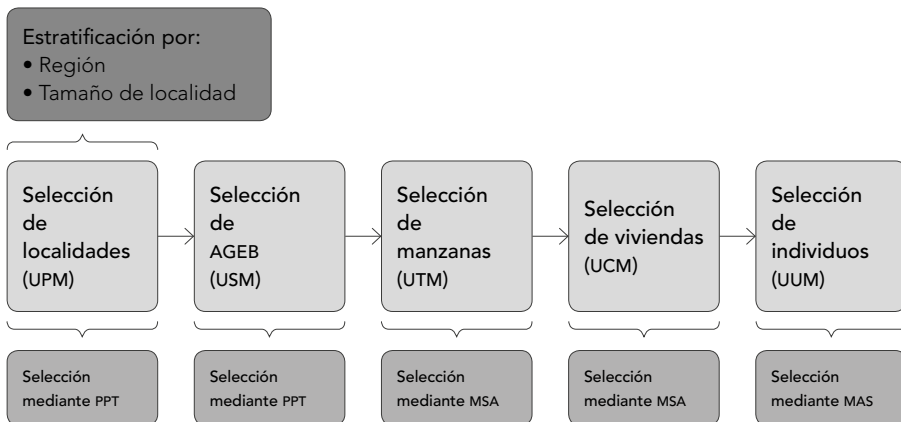 Estratificación por:
• Región
• Tamaño de localidad
Selección
de
localidades
(UPM)
Selección
de
AGEB
(USM)
Selección
de
manzanas
(UTM)
Selección
de viviendas
(UCM)
Selección
de
individuos
(UUM)
Selección
mediante PPT
Selección
mediante PPT
Selección
mediante MSA
Selección
mediante MSA
Selección
mediante MAS